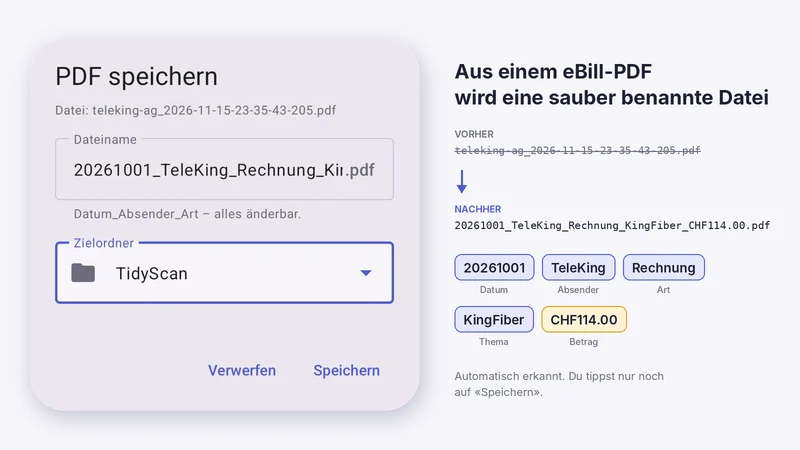 PDF speichern
Datei: teleking-ag_2026-11-15-23-35-43-205.pdf
Dateiname
20261001_TeleKing_Rechnung_Kir.pdf
Datum_Absender_Art – alles änderbar.
Zielordner
TidyScan
Verwerfen Speichern
Aus einem eBill-PDF
wird eine sauber benannte Datei
VORHER
teleking-ag_2026-11-15-23-35-43-205.pdf
NACHHER
20261001_TeleKing_Rechnung_KingFiber_CHF114.00.pdf
20261001 TeleKing Rechnung
Datum Absender Art
KingFiber CHF114.00
Thema Betrag
Automatisch erkannt. Du tippst nur noch
auf «Speichern».